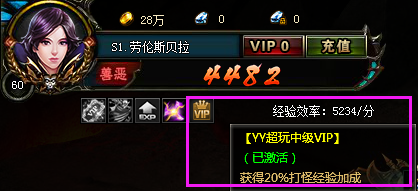 28万 0 0
S1.劳伦斯贝拉 VIP 0 充值
兽恶 4482
60
EXP VIP 经验效率: 5234/分
【YY超玩中级VIP】
(已激活)
获得20%打怪经验加成